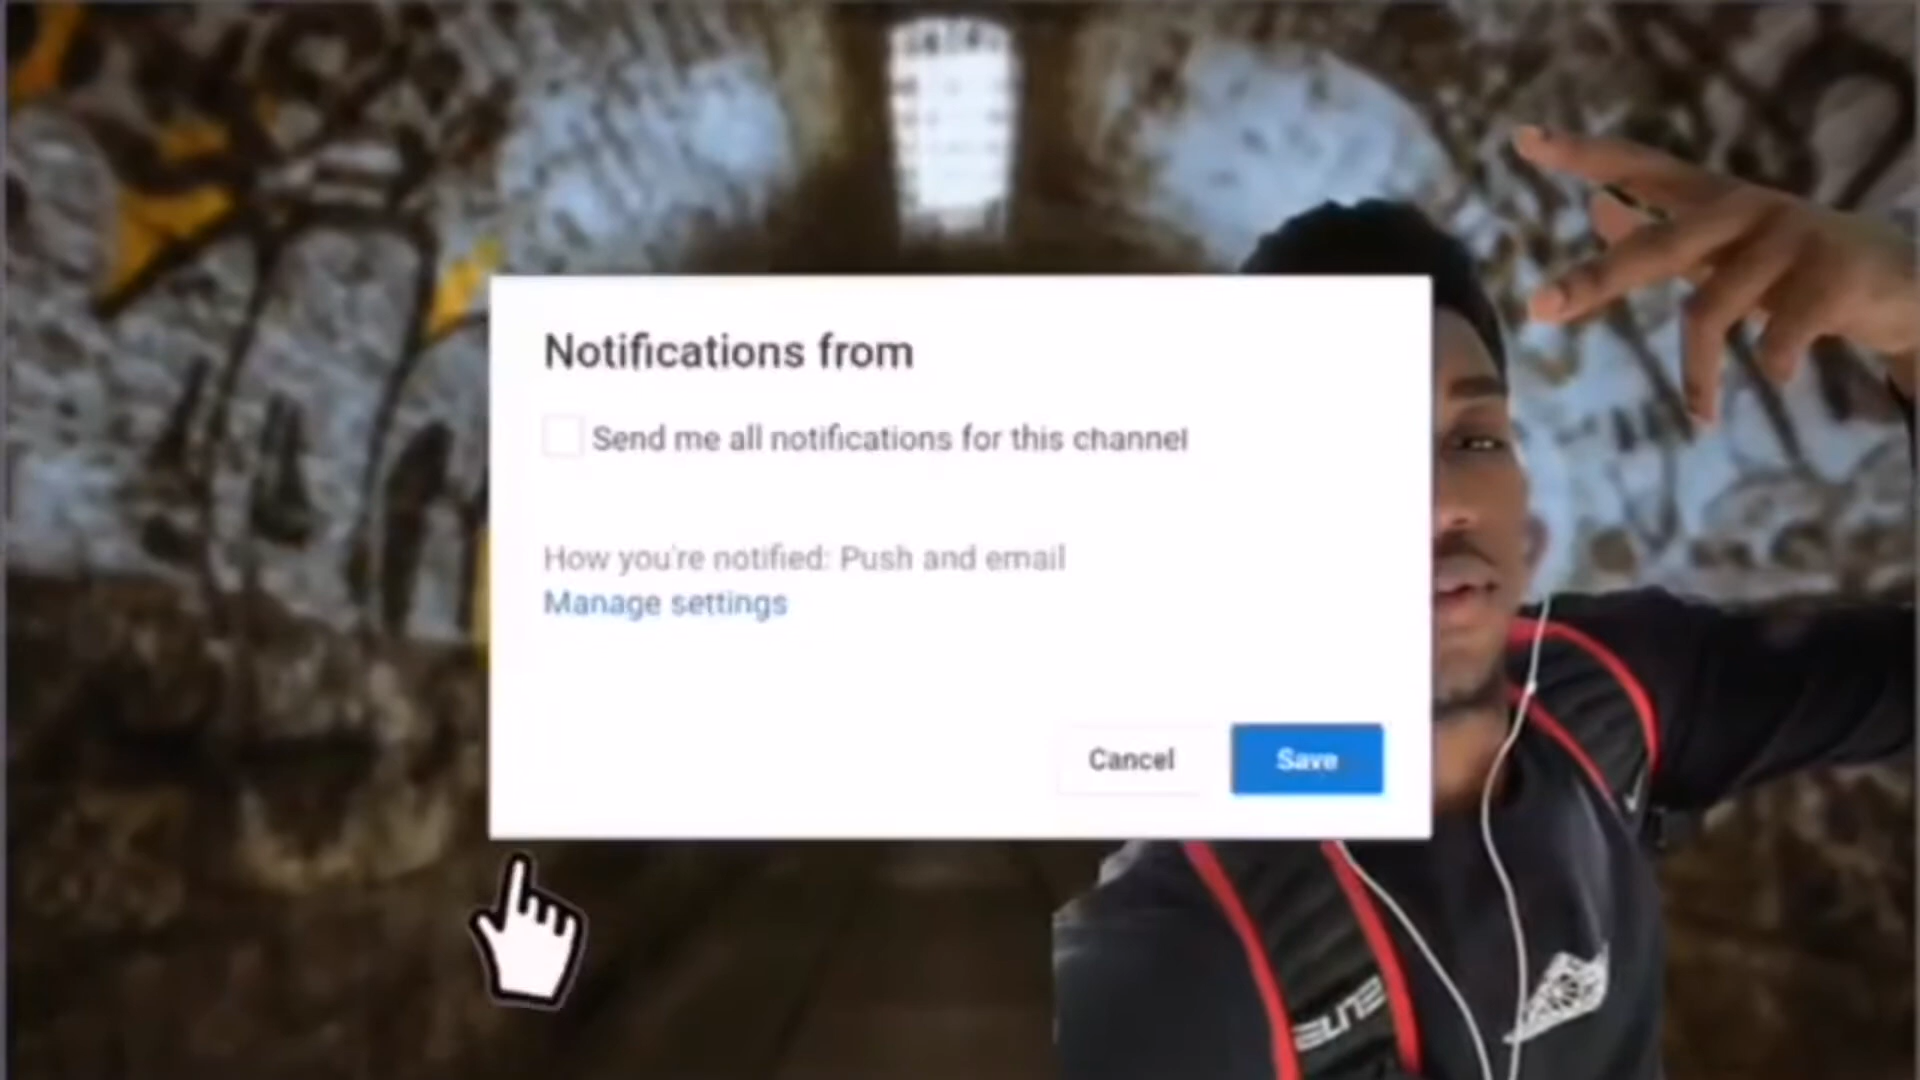 Notifications from
Send me all notifications for this channel
How you're notified: Push and email
Manage settings
Cancel
Save